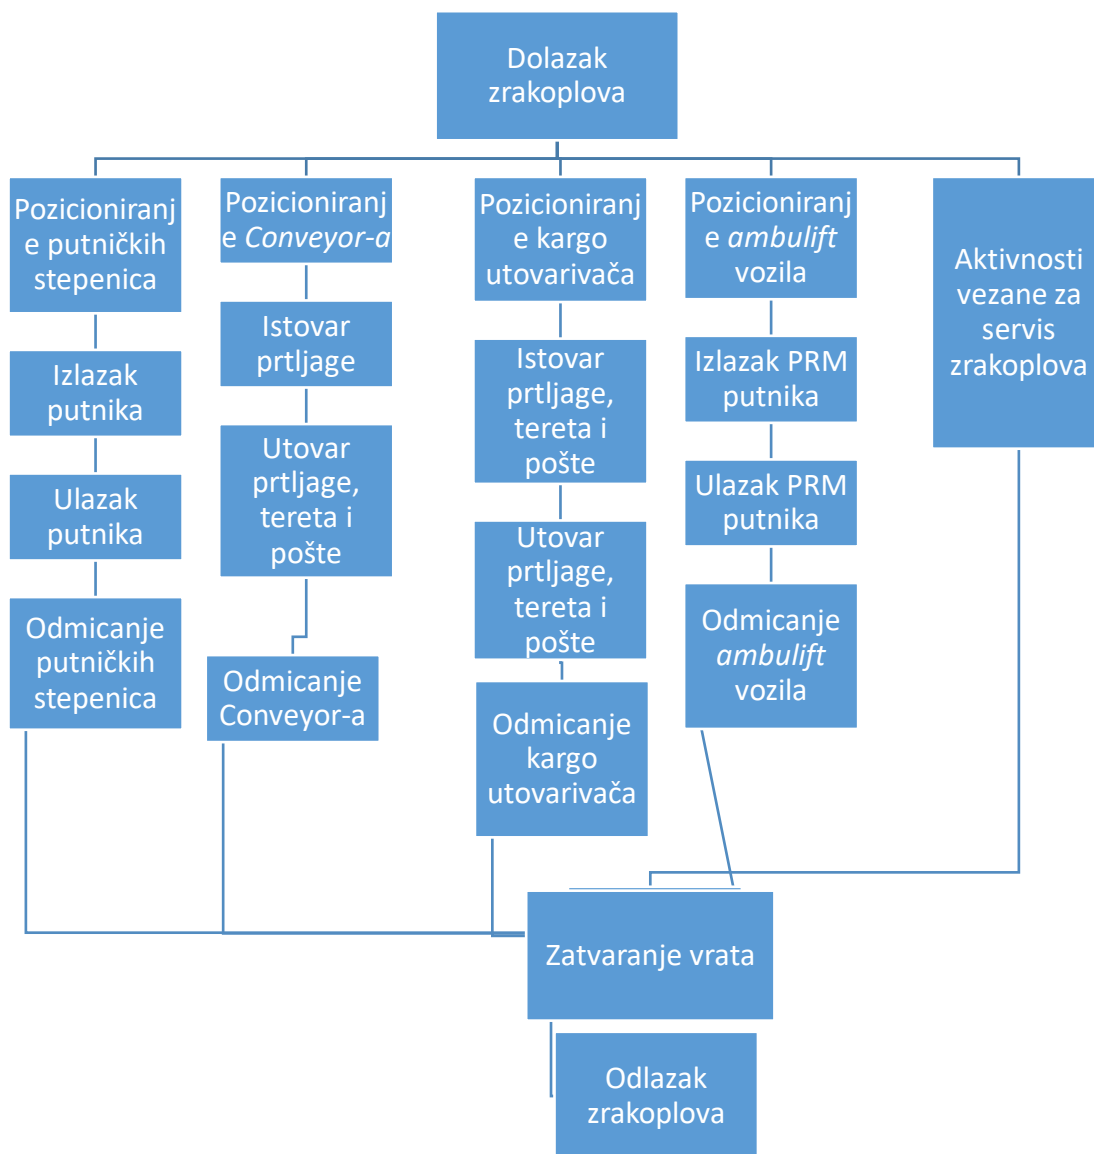 Dolazak
zrakoplova
Pozicioniranj
e putničkih
stepenica
Izlazak
putnika
Ulazak
putnika
Odmicanje
putničkih
stepenica
Pozicioniranj
e Conveyor-a
Istovar
prtljage
Utovar
prtljage,
tereta i
pošte
Odmicanje
Conveyor-a
Pozicioniranj
e kargo
utovarivača
Istovar
prtljage,
tereta i
pošte
Utovar
prtljage,
tereta i
pošte
Odmicanje
kargo
utovarivača
Pozicioniranj
e ambulift
vozila
Izlazak PRM
putnika
Ulazak PRM
putnika
Odmicanje
ambulift
vozila
Aktivnosti
vezane za
servis
zrakoplova
Zatvaranje vrata
Odlazak
zrakoplova